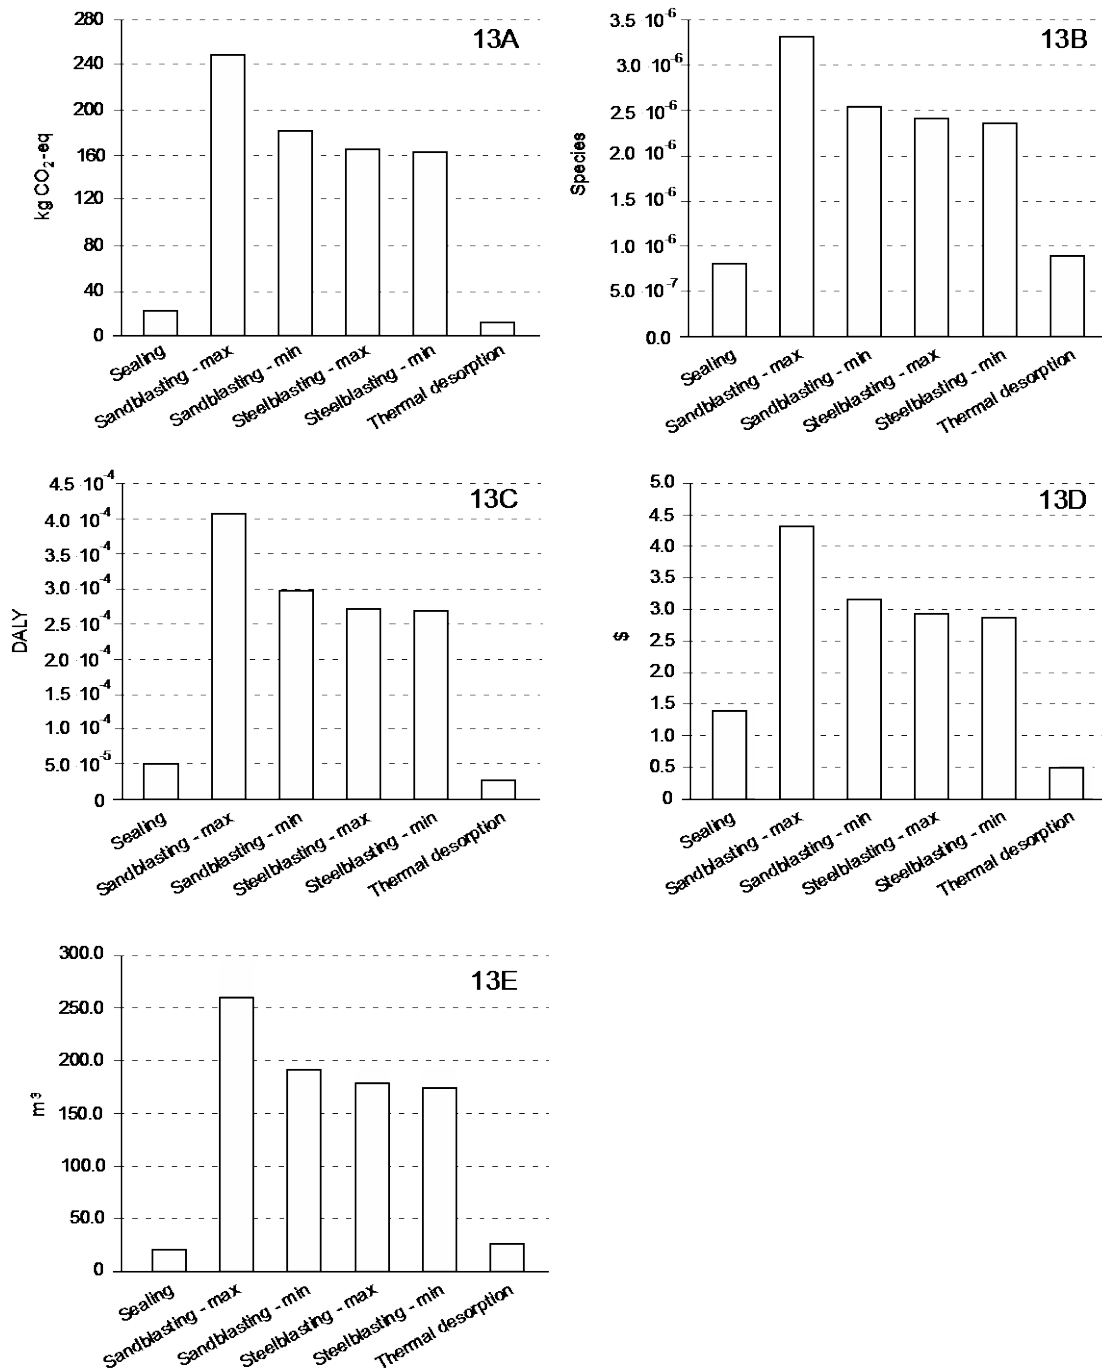 13A
kg CO₂-eq
280
240
200
160
120
80
40
0
Sealing
Sandblasting - max
Sandblasting - min
Steelblasting - max
Steelblasting - min
Thermal desorption
13B
Species
3.5 10⁻⁶
3.0 10⁻⁶
2.5 10⁻⁶
2.0 10⁻⁶
1.5 10⁻⁶
1.0 10⁻⁶
5.0 10⁻⁷
0.0
Sealing
Sandblasting - max
Sandblasting - min
Steelblasting - max
Steelblasting - min
Thermal desorption
13C
DALY
4.5 10⁻⁴
4.0 10⁻⁴
3.5 10⁻⁴
3.0 10⁻⁴
2.5 10⁻⁴
2.0 10⁻⁴
1.5 10⁻⁴
1.0 10⁻⁴
5.0 10⁻⁵
0
Sealing
Sandblasting - max
Sandblasting - min
Steelblasting - max
Steelblasting - min
Thermal desorption
13D
$
5.0
4.5
4.0
3.5
3.0
2.5
2.0
1.5
1.0
0.5
0
Sealing
Sandblasting - max
Sandblasting - min
Steelblasting - max
Steelblasting - min
Thermal desorption
13E
m³
300.0
250.0
200.0
150.0
100.0
50.0
0
Sealing
Sandblasting - max
Sandblasting - min
Steelblasting - max
Steelblasting - min
Thermal desorption